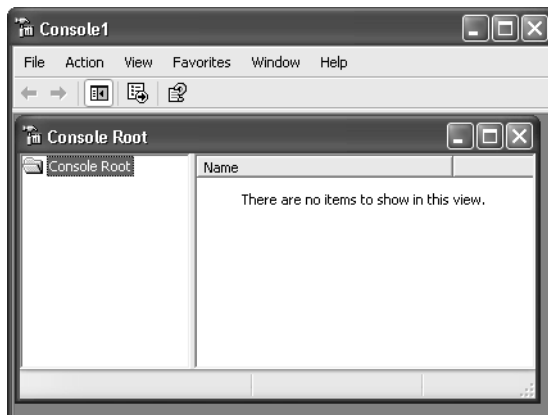 Console1
File Action View Favorites Window Help
Console Root
Console Root
Name
There are no items to show in this view.